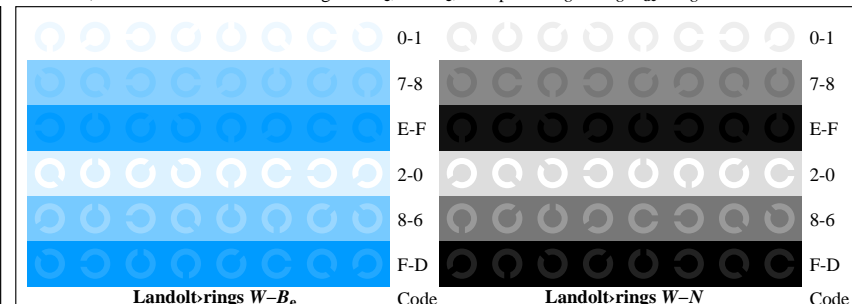 0-1 0-1
7-8 7-8
E-F E-F
2-0 2-0
8-6 8-6
F-D F-D
Landolt›rings W–Bₑ Code Landolt›rings W–N Code